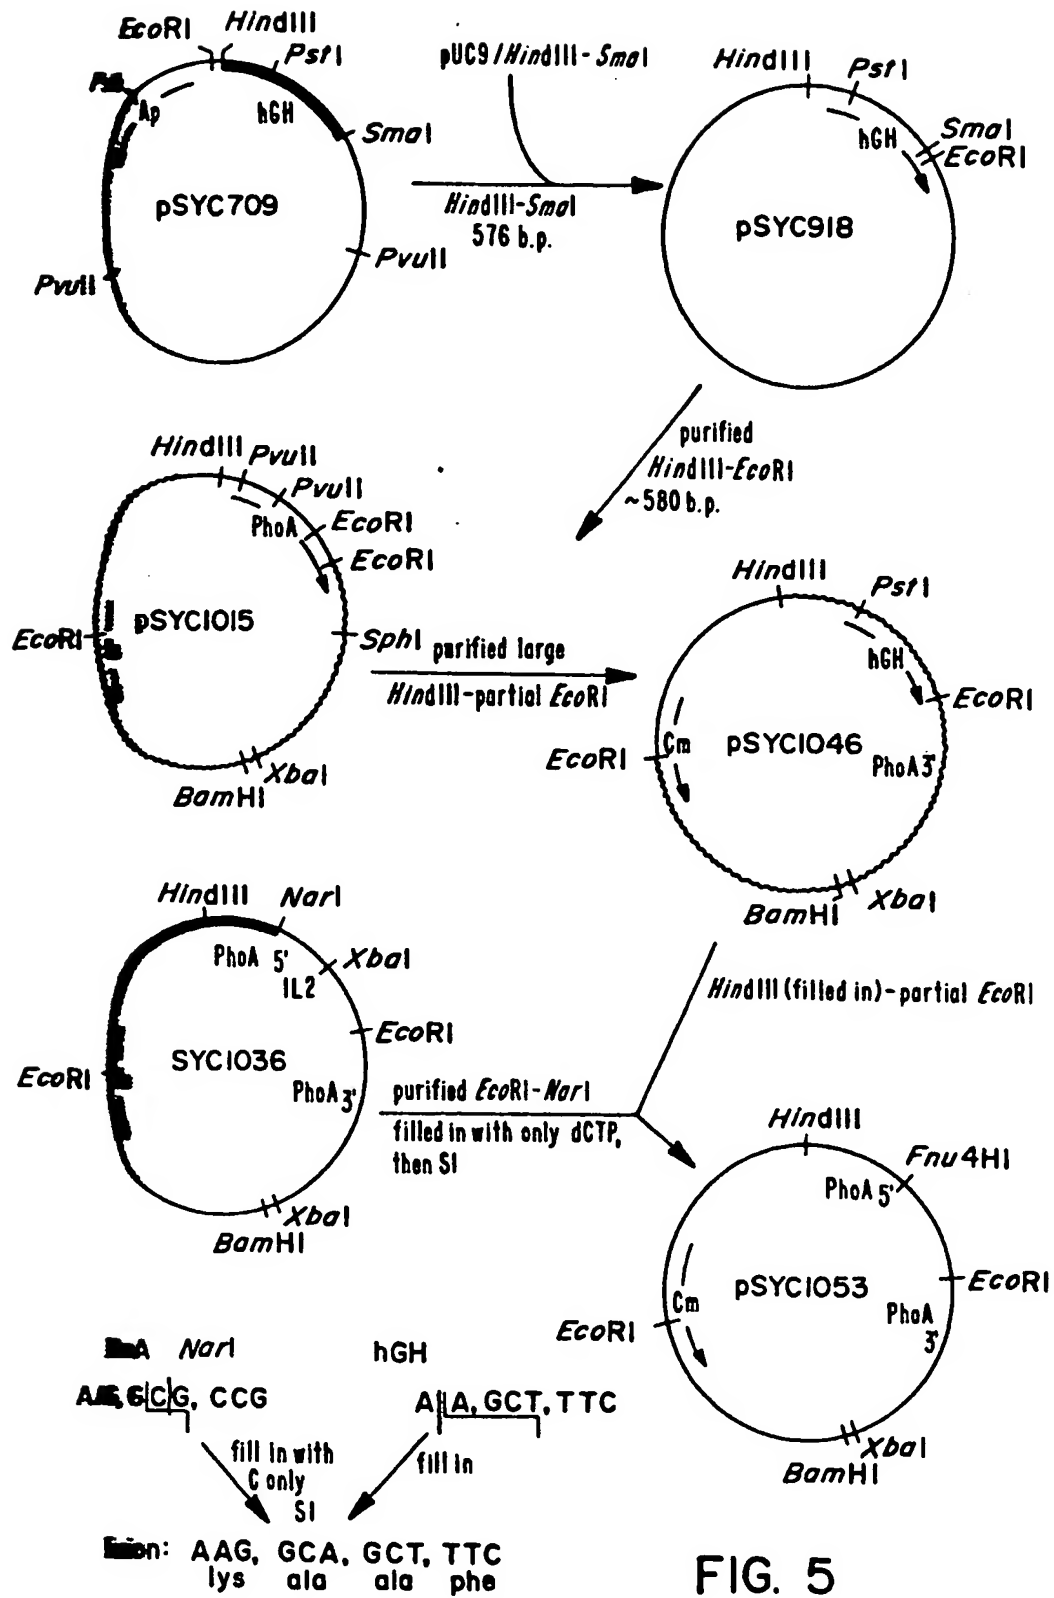 EcoRI
HindIII
PstI
Ap
hGH
SmaI
pSYC709
PvuII
PvuII
pUC9/HindIII-SmaI
HindIII-SmaI
576 b.p.
HindIII
PstI
hGH
SmaI
EcoRI
pSYC918
purified
HindIII-EcoRI
~580 b.p.
HindIII
PvuII
PvuII
PhoA
EcoRI
EcoRI
pSYC1015
EcoRI
SphI
XbaI
BamHI
purified large
HindIII-partial EcoRI
HindIII
PstI
hGH
EcoRI
Cm
pSYC1046
EcoRI
PhoA 3'
XbaI
BamHI
HindIII
NarI
PhoA 5'
IL2
XbaI
EcoRI
SYC1036
EcoRI
PhoA 3'
XbaI
BamHI
HindIII (filled in)-partial EcoRI
purified EcoRI-NarI
filled in with only dCTP,
then S1
HindIII
Fnu4HI
PhoA 5'
pSYC1053
EcoRI
Cm
PhoA
3'
EcoRI
XbaI
BamHI
NarI
hGH
CG, CCG
A A, GCT, TTC
fill in with
C only
S1
fill in
AAG, GCA, GCT, TTC
lys ala ala phe
FIG. 5